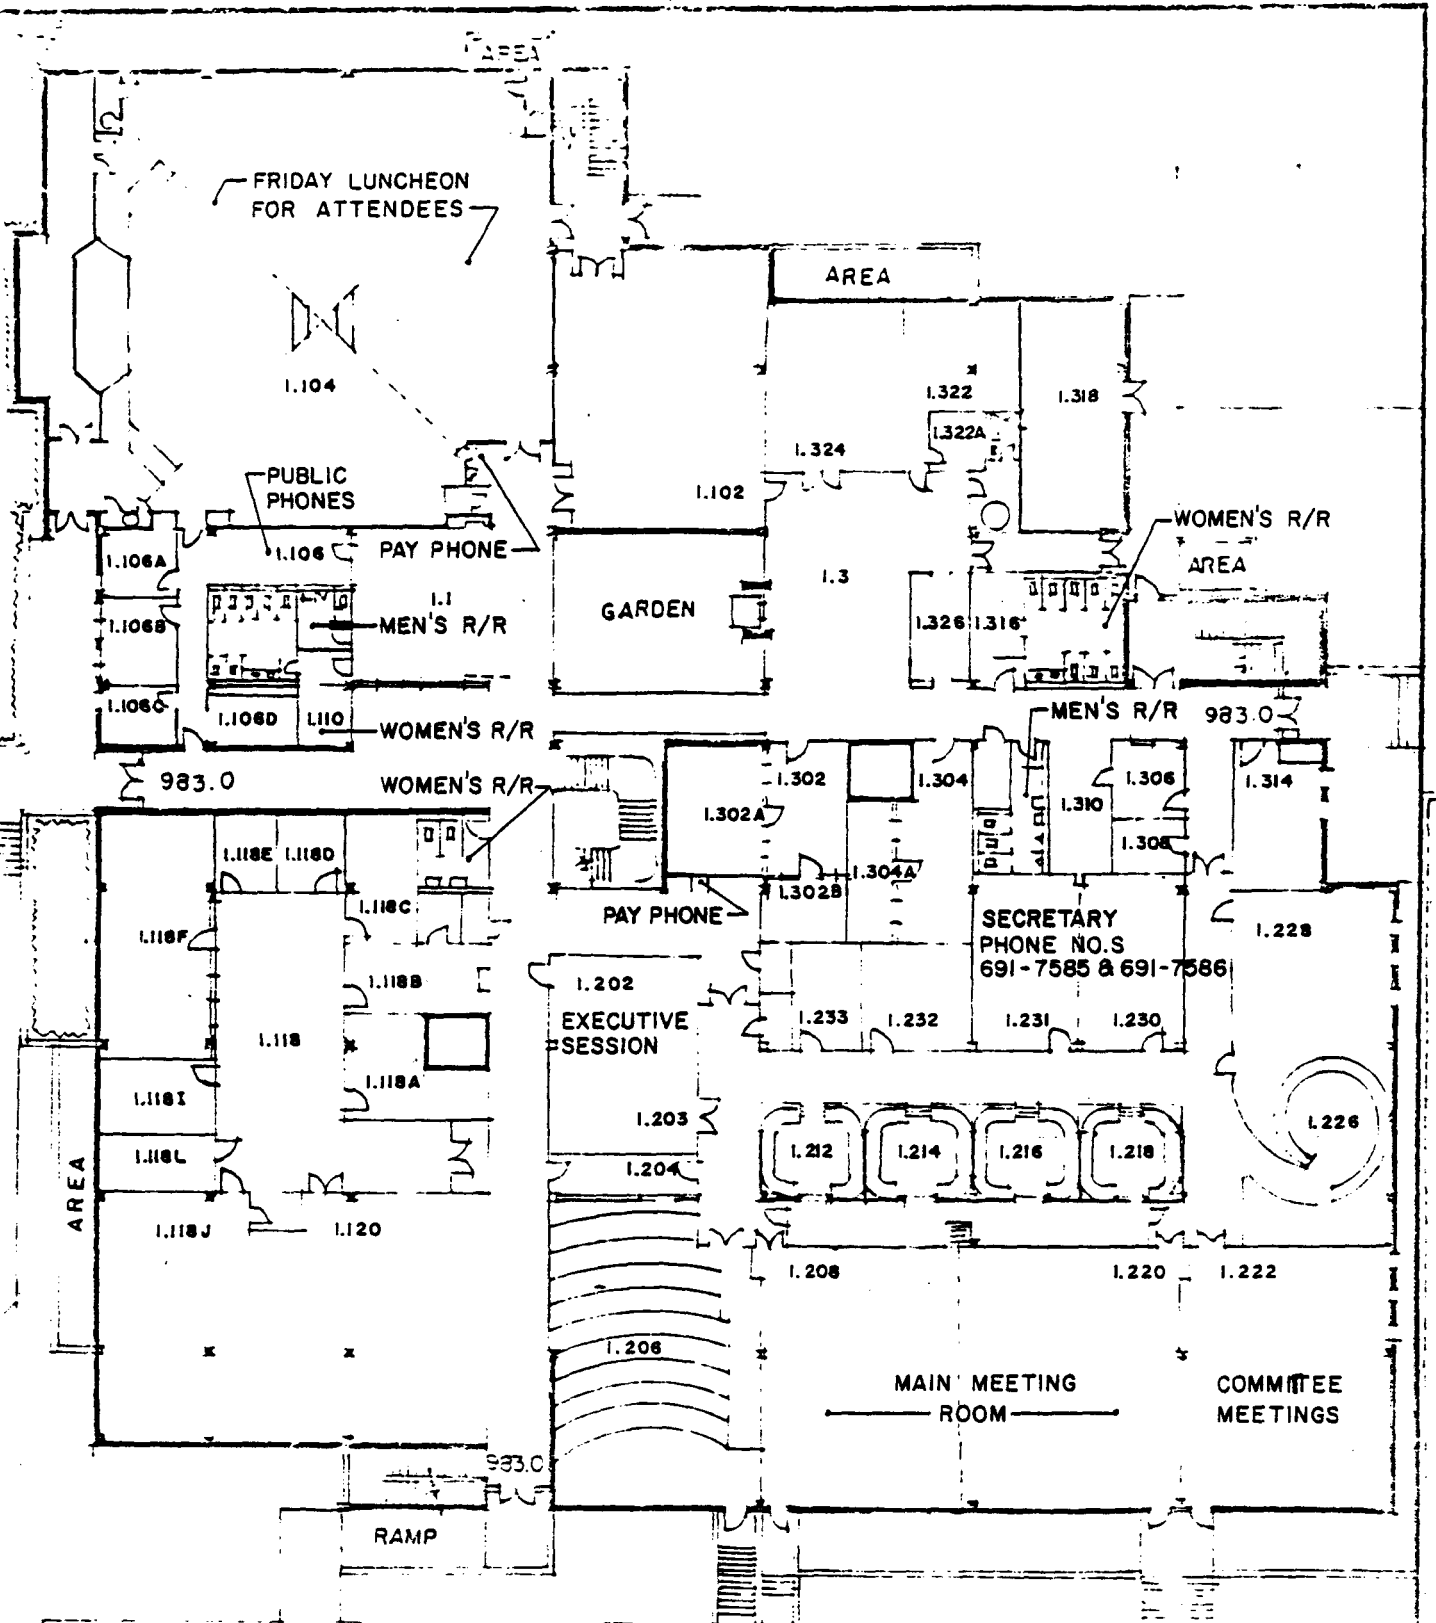 AREA
FRIDAY LUNCHEON
FOR ATTENDEES
AREA
1.104
1.322
1.318
1.322A
1.324
PUBLIC
PHONES
1.102
WOMEN'S R/R
1.106
PAY PHONE
1.106A
AREA
1.3
1.1
GARDEN
1.106B
MEN'S R/R
1.326
1.316
1.106C
1.106D
1.110
WOMEN'S R/R
MEN'S R/R
983.0
983.0
WOMEN'S R/R
1.302
1.304
1.306
1.314
1.302A
1.310
1.308
1.118E
1.118D
1.304A
1.302B
1.118C
PAY PHONE
SECRETARY
PHONE NO.S
691-7585 & 691-7586
1.118F
1.228
1.118B
1.202
EXECUTIVE
SESSION
1.233
1.232
1.231
1.230
1.118
1.118A
1.118I
1.203
1.226
1.118L
1.204
1.212
1.214
1.216
1.218
AREA
1.118J
1.120
1.208
1.220
1.222
1.206
MAIN MEETING
ROOM
COMMITTEE
MEETINGS
983.0
RAMP